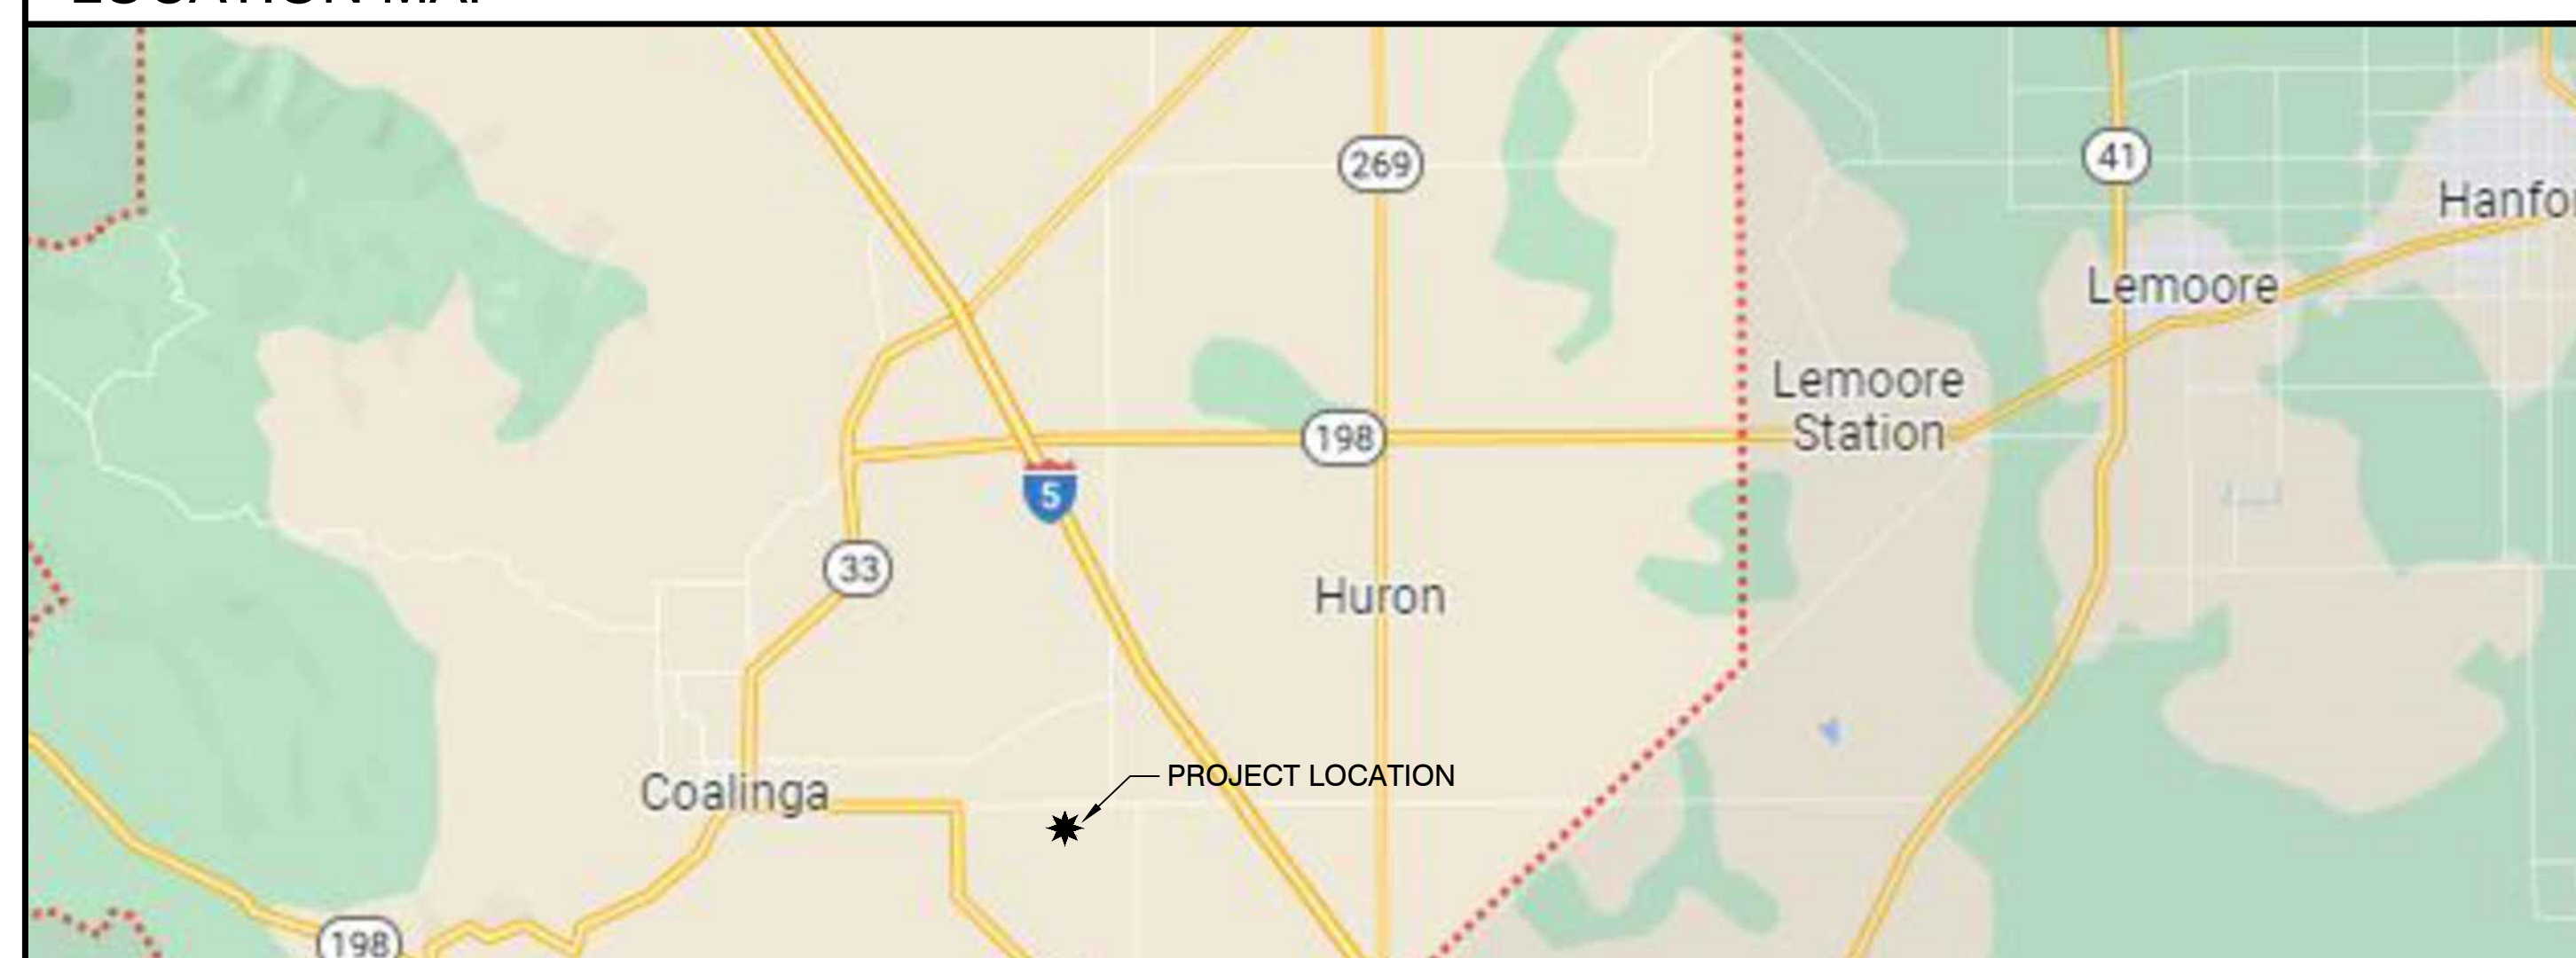 269
41
Hanfo
Lemoore
Lemoore
Station
198
5
33
Huron
PROJECT LOCATION
Coalinga
198